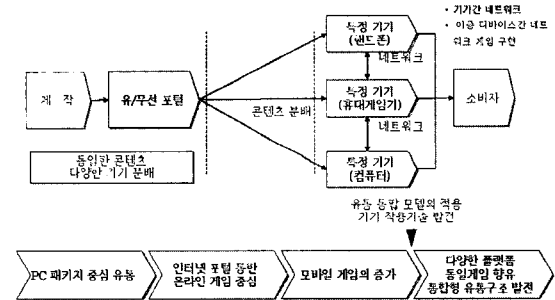 • 기기간 네트워크
• 이종 디바이스간 네트
워크 게임 구현
특정 기기
(핸드폰)
네트워크
제 작
유/무선 포털
콘텐츠 분배
특정 기기
(휴대게임기)
소비자
네트워크
특정 기기
(컴퓨터)
동일한 콘텐츠
다양한 기기 분배
유통 통합 모델의 적용
기기 적용기술 발전
PC 패키지 중심 유통
인터넷 포털 동반
온라인 게임 중심
모바일 게임의 증가
다양한 플랫폼
동일게임 향유
통합형 유통구조 발전